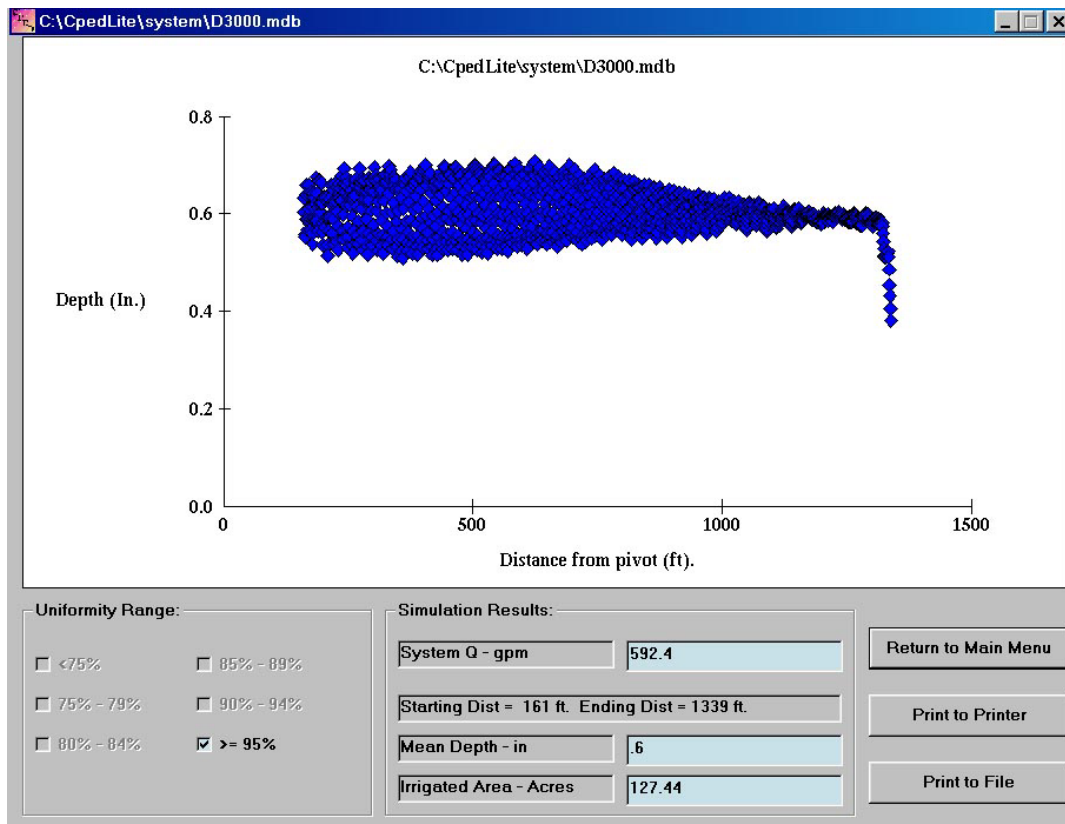 C:\CpedLite\system\D3000.mdb
C:\CpedLite\system\D3000.mdb
0.8
0.6
Depth (In.)
0.4
0.2
0.0
0
500
1000
1500
Distance from pivot (ft).
Uniformity Range:
<75%
85% - 89%
75% - 79%
90% - 94%
80% - 84%
>= 95%
Simulation Results:
System Q - gpm
592.4
Starting Dist = 161 ft. Ending Dist = 1339 ft.
Mean Depth - in
.6
Irrigated Area - Acres
127.44
Return to Main Menu
Print to Printer
Print to File